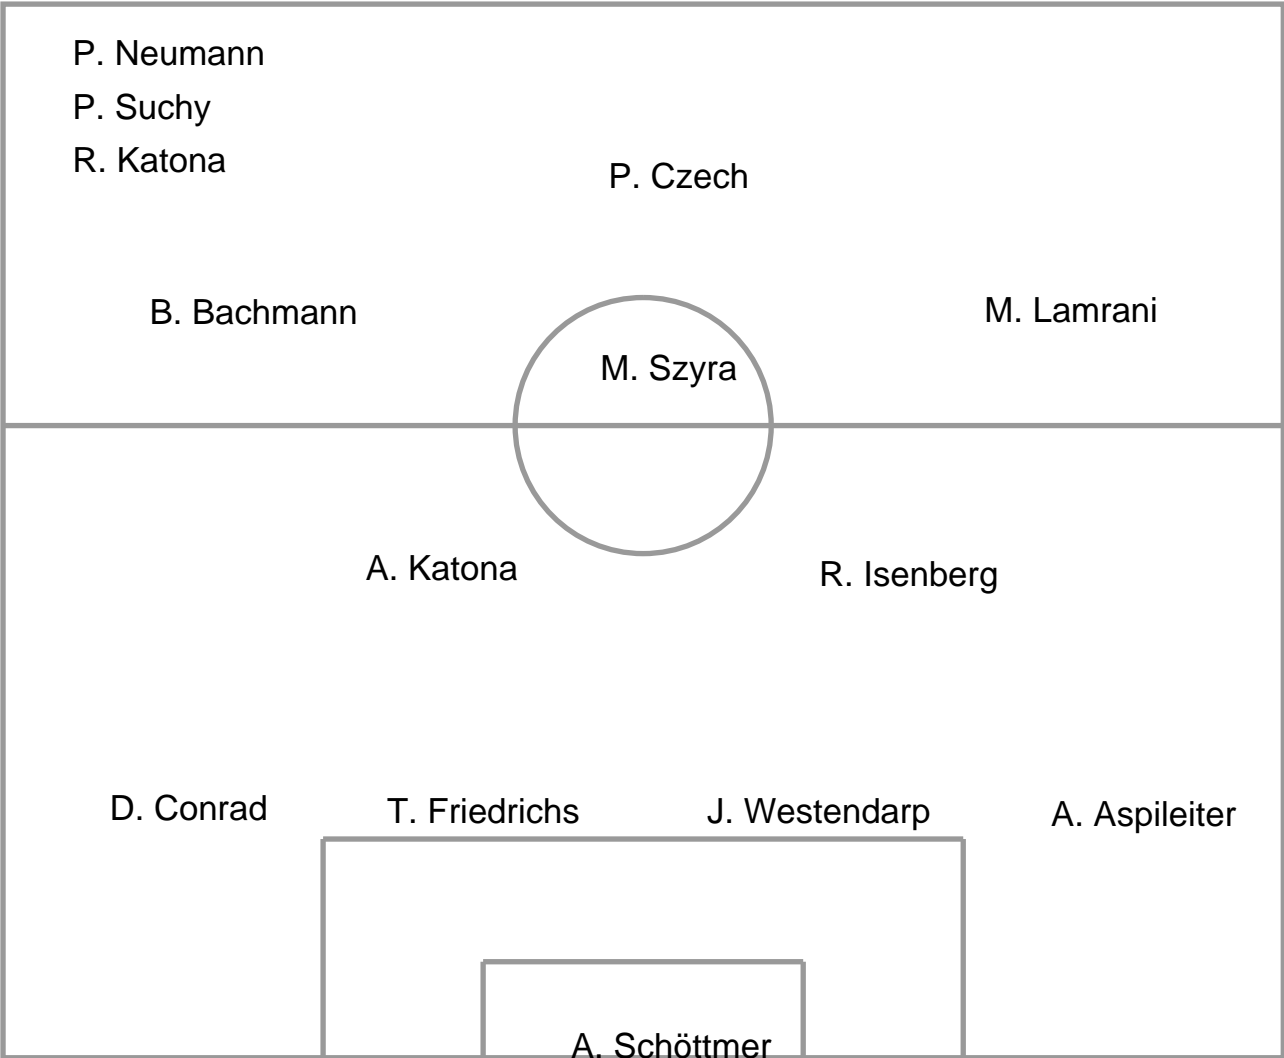 P. Neumann
P. Suchy
R. Katona
P. Czech
B. Bachmann
M. Lamrani
M. Szyra
A. Katona
R. Isenberg
D. Conrad
T. Friedrichs
J. Westendarp
A. Aspileiter
A. Schöttmer